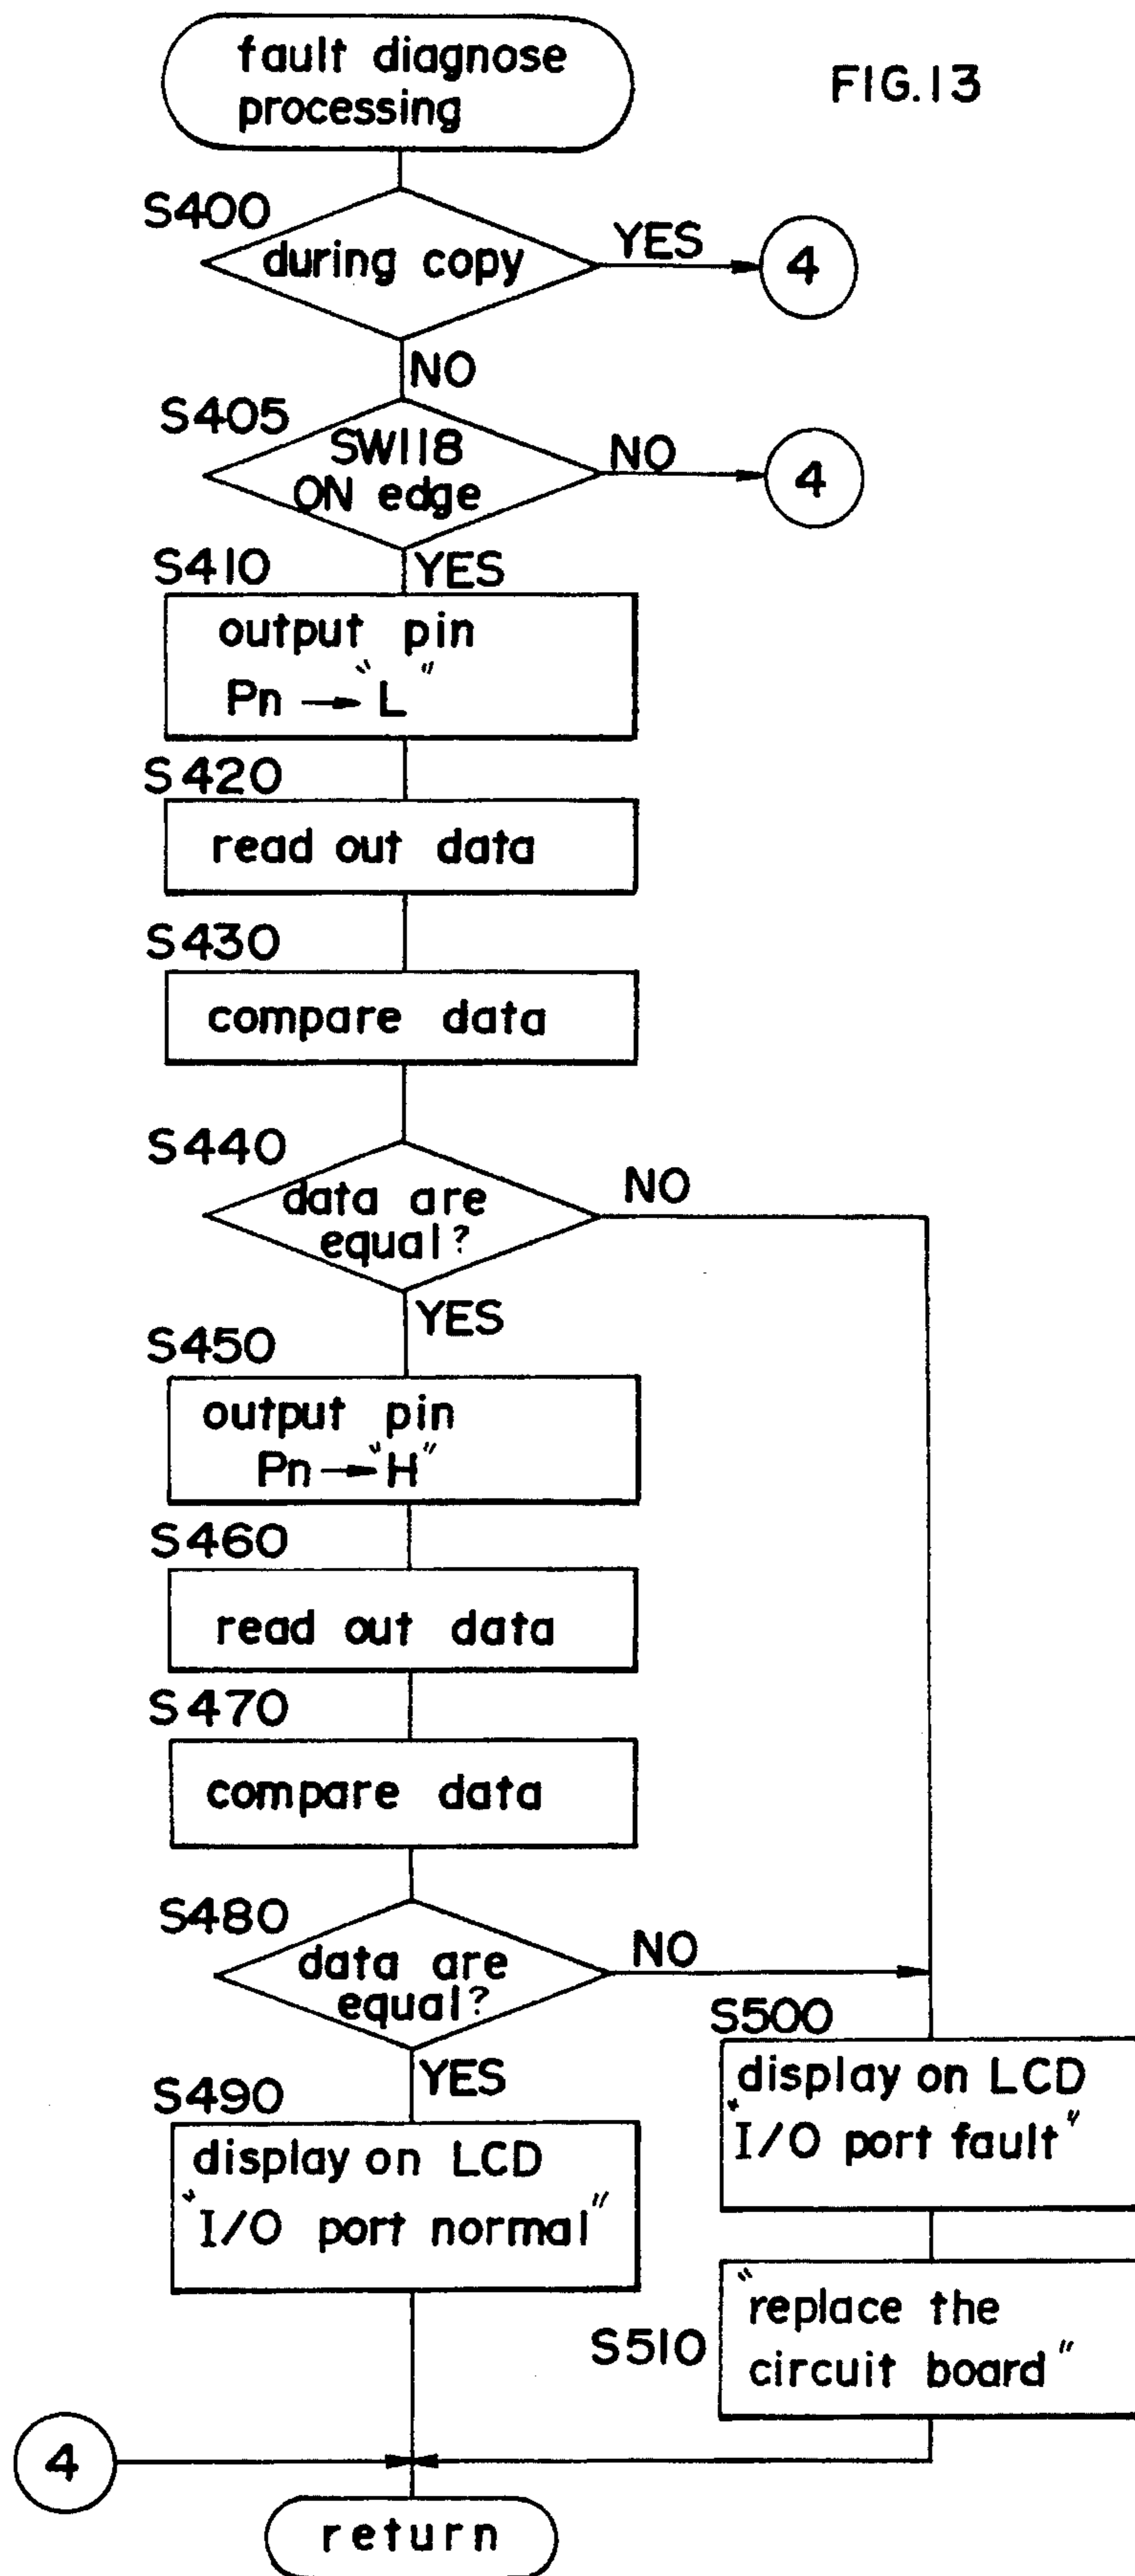 fault diagnose
processing
FIG.13
S400
during copy
YES
4
NO
S405
SW118
ON edge
NO
4
S410
YES
output pin
Pn → "L"
S420
read out data
S430
compare data
S440
data are
equal?
NO
YES
S450
output pin
Pn → "H"
S460
read out data
S470
compare data
S480
data are
equal?
NO
YES
S490
display on LCD
"I/O port normal"
S500
display on LCD
"I/O port fault"
S510
"replace the
circuit board"
4
return